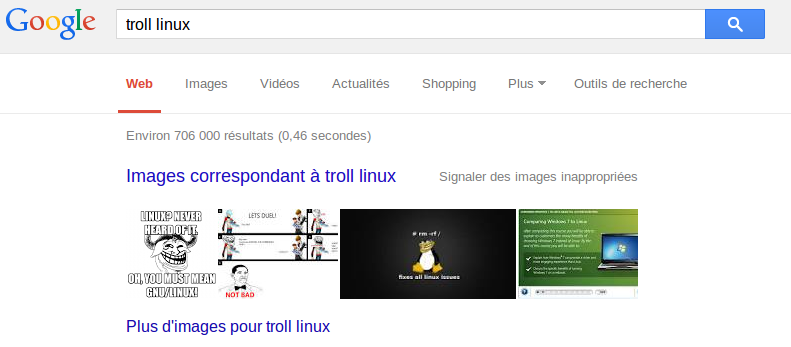 Google
troll linux
Web Images Vidéos Actualités Shopping Plus Outils de recherche
Environ 706 000 résultats (0,46 secondes)
Images correspondant à troll linux
Signaler des images inappropriées
LINUX? NEVER
HEARD OF IT.
OH, YOU MUST MEAN
GNU/LINUX!
LETS DUEL!
NOT BAD
# rm -rf /
fixes all linux issues
Comparing Windows 7 to Linux
Plus d'images pour troll linux